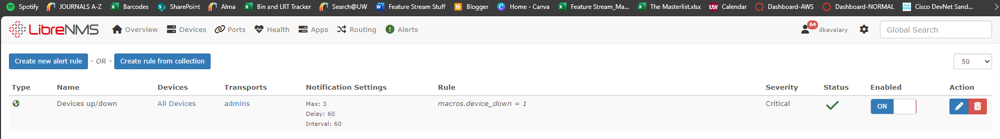 Spotify JOURNALS A-Z Barcodes SharePoint Alma Bin and LRT Tracker Search@UW Feature Stream Stuff Blogger Home - Canva Feature Stream_Ma... The Masterlist.xlsx Calendar Dashboard-AWS Dashboard-NORMAL Cisco DevNet Sand...
LibreNMS Overview Devices Ports Health Apps Routing Alerts 64 dkavalary Global Search
Create new alert rule - OR - Create rule from collection 50
Type Name Devices Transports Notification Settings Rule Severity Status Enabled Action
Devices up/down All Devices admins Max: 3 macros.device_down = 1 Critical ON
Delay: 60
Interval: 60